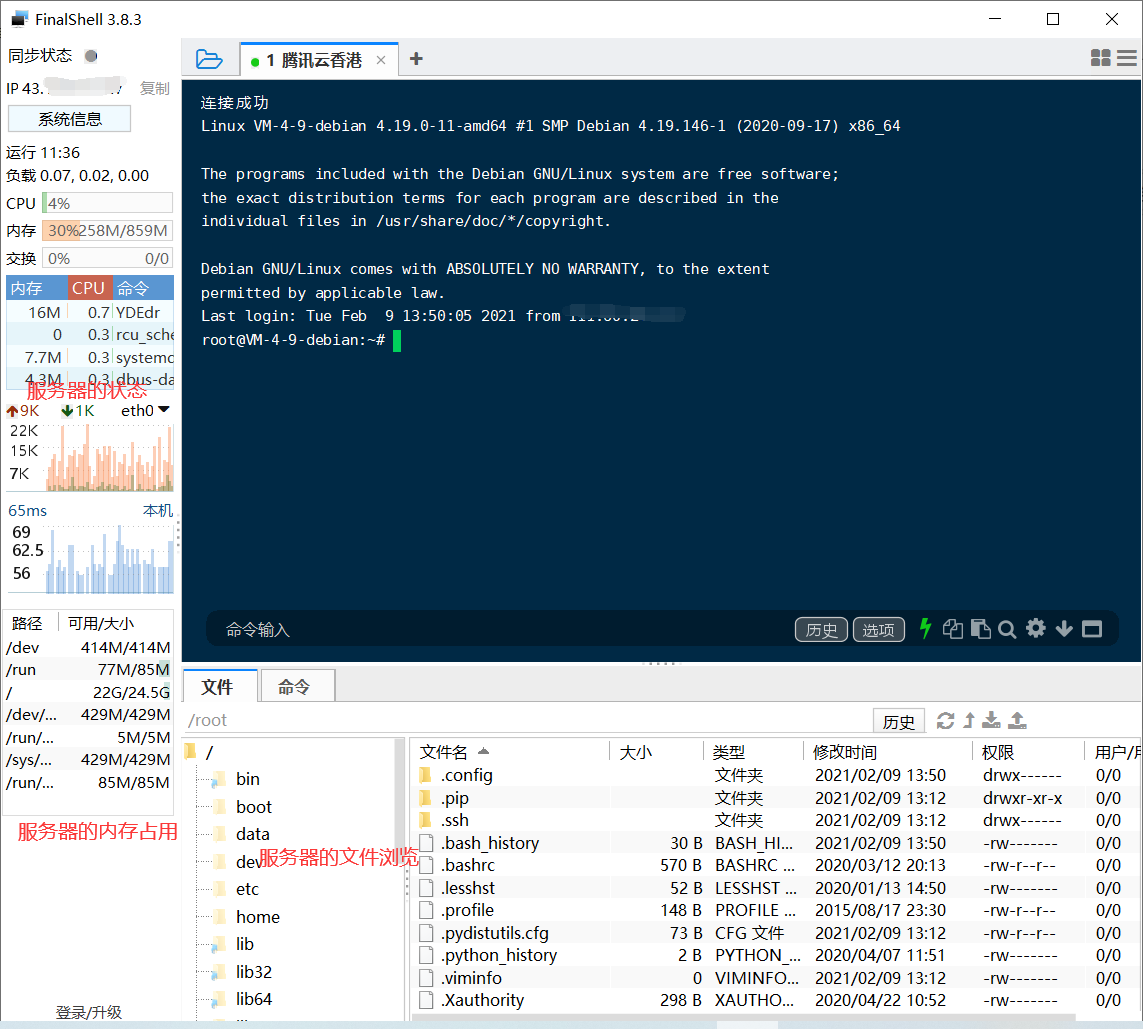 FinalShell 3.8.3
同步状态
IP 43.
复制
系统信息
运行 11:36
负载 0.07, 0.02, 0.00
CPU 4%
内存 30% 258M/859M
交换 0% 0/0
内存 CPU 命令
16M 0.7 YDEdr
0 0.3 rcu_sche
7.7M 0.3 systemd
4.3M 0.3 dbus-da
服务器的状态
9K 1K eth0
22K
15K
7K
65ms 本机
69
62.5
56
路径 可用/大小
/dev 414M/414M
/run 77M/85M
/ 22G/24.5G
/dev/... 429M/429M
/run/... 5M/5M
/sys/... 429M/429M
/run/... 85M/85M
服务器的内存占用
登录/升级
1 腾讯云香港
连接成功
Linux VM-4-9-debian 4.19.0-11-amd64 #1 SMP Debian 4.19.146-1 (2020-09-17) x86_64
The programs included with the Debian GNU/Linux system are free software;
the exact distribution terms for each program are described in the
individual files in /usr/share/doc/*/copyright.
Debian GNU/Linux comes with ABSOLUTELY NO WARRANTY, to the extent
permitted by applicable law.
Last login: Tue Feb  9 13:50:05 2021 from
root@VM-4-9-debian:~#
命令输入 历史 选项
文件 命令
/root 历史
/
bin
boot
data
dev
etc
home
lib
lib32
lib64
服务器的文件浏览
文件名 大小 类型 修改时间 权限 用户/用
.config 文件夹 2021/02/09 13:50 drwx------ 0/0
.pip 文件夹 2021/02/09 13:12 drwxr-xr-x 0/0
.ssh 文件夹 2021/02/09 13:12 drwx------ 0/0
.bash_history 30 B BASH_HI... 2021/02/09 13:50 -rw------- 0/0
.bashrc 570 B BASHRC ... 2020/03/12 20:13 -rw-r--r-- 0/0
.lesshst 52 B LESSHST ... 2020/01/13 14:50 -rw------- 0/0
.profile 148 B PROFILE ... 2015/08/17 23:30 -rw-r--r-- 0/0
.pydistutils.cfg 73 B CFG 文件 2021/02/09 13:12 -rw-r--r-- 0/0
.python_history 2 B PYTHON_... 2020/04/07 11:51 -rw------- 0/0
.viminfo 0 VIMINFO... 2021/02/09 13:12 -rw------- 0/0
.Xauthority 298 B XAUTHO... 2020/04/22 10:52 -rw------- 0/0